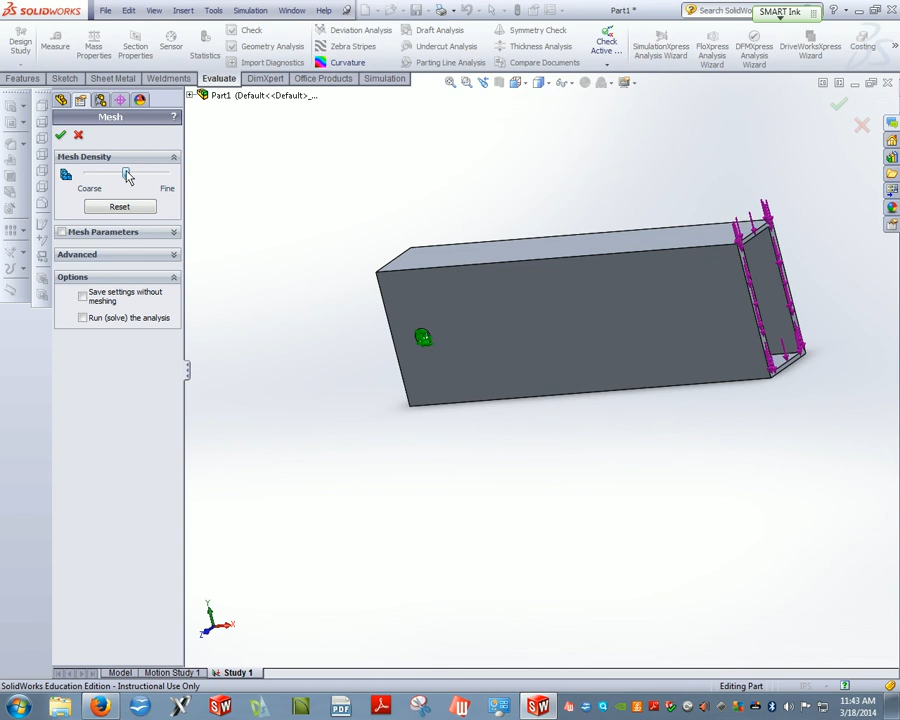 SOLIDWORKS File Edit View Insert Tools Simulation Window Help Part1 * Search SolidWo SMART Ink
Design Study Measure Mass Properties Section Properties Sensor Statistics
Check Geometry Analysis Import Diagnostics
Deviation Analysis Zebra Stripes Curvature
Draft Analysis Undercut Analysis Parting Line Analysis
Symmetry Check Thickness Analysis Compare Documents
Check Active ... SimulationXpress Analysis Wizard FloXpress Analysis Wizard DFMXpress Analysis Wizard DriveWorksXpress Wizard Costing
Features Sketch Sheet Metal Weldments Evaluate DimXpert Office Products Simulation
Part1 (Default<<Default>_...
Mesh ?
Mesh Density
Coarse Fine
Reset
Mesh Parameters
Advanced
Options
Save settings without
meshing
Run (solve) the analysis
Y
X
Z
Model Motion Study 1 Study 1
SolidWorks Education Edition - Instructional Use Only Editing Part IPS
11:43 AM
3/18/2014